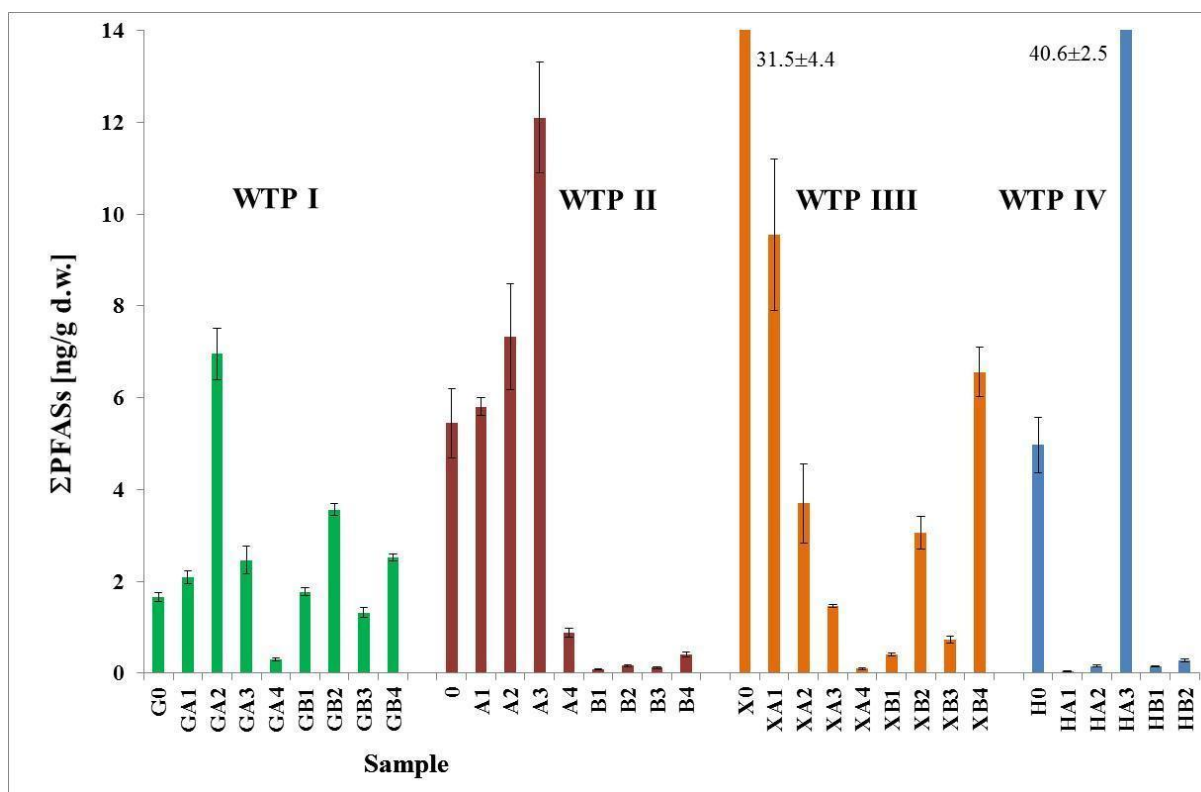 14
12
10
8
6
4
2
0
ΣPFASs [ng/g d.w.]
31.5±4.4
40.6±2.5
WTP I
WTP II
WTP IIII
WTP IV
G0
GA1
GA2
GA3
GA4
GB1
GB2
GB3
GB4
0
A1
A2
A3
A4
B1
B2
B3
B4
X0
XA1
XA2
XA3
XA4
XB1
XB2
XB3
XB4
H0
HA1
HA2
HA3
HB1
HB2
Sample